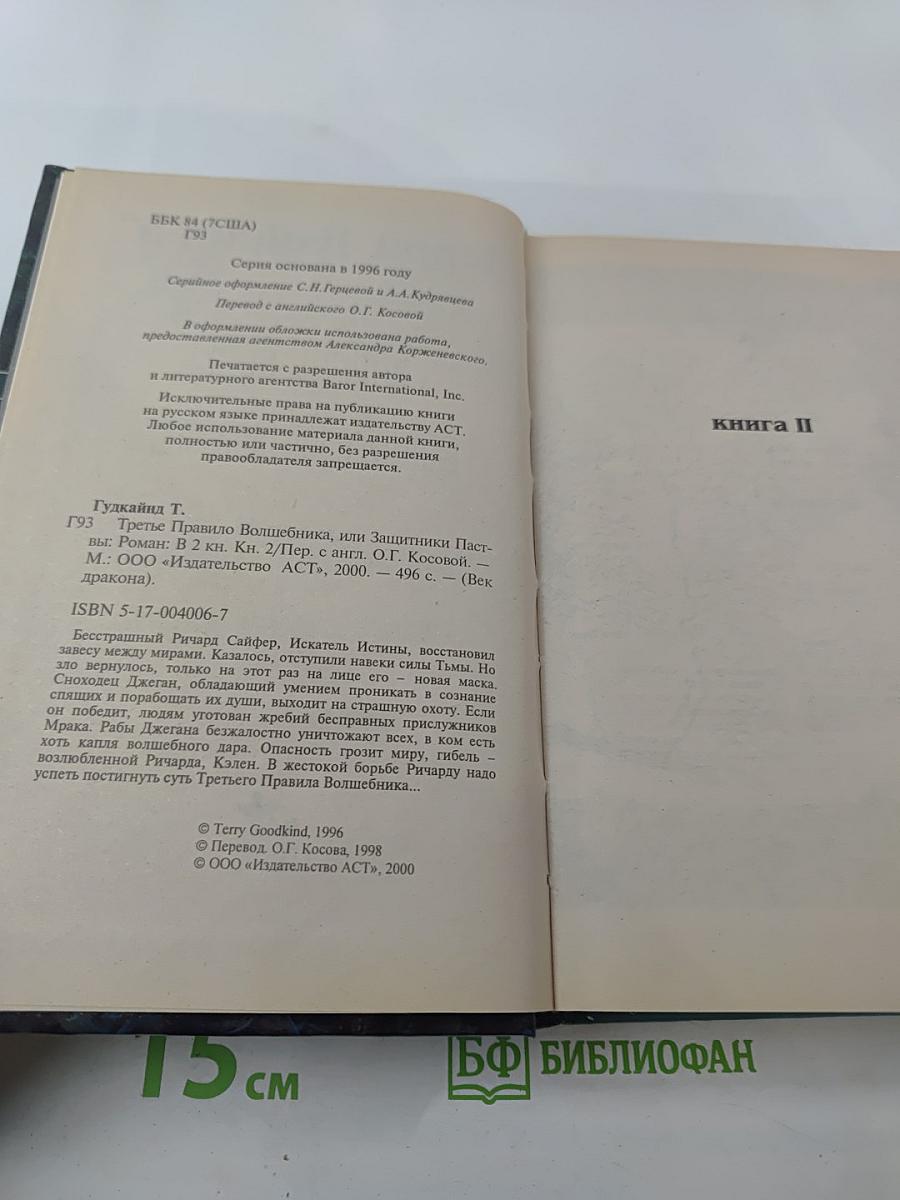 ББК 84 (7США)
Г93
Серия основана в 1996 году
Серийное оформление С.Н.Герцевой и А.А.Кудрявцева
Перевод с английского О.Г. Косовой
В оформлении обложки использована работа,
предоставленная агентством Александра Корженевского.
Печатается с разрешения автора
и литературного агентства Baror International, Inc.
Исключительные права на публикацию книги
на русском языке принадлежат издательству АСТ.
Любое использование материала данной книги,
полностью или частично, без разрешения
правообладателя запрещается.
Гудкайнд Т.
Г93 Третье Правило Волшебника, или Защитники Паст-
вы: Роман: В 2 кн. Кн. 2/Пер. с англ. О.Г. Косовой. —
М.: ООО «Издательство АСТ», 2000. — 496 с. — (Век
дракона).
ISBN 5-17-004006-7
Бесстрашный Ричард Сайфер, Искатель Истины, восстановил
завесу между мирами. Казалось, отступили навеки силы Тьмы. Но
зло вернулось, только на этот раз на лице его – новая маска.
Сноходец Джеган, обладающий умением проникать в сознание
спящих и порабощать их души, выходит на страшную охоту. Если
он победит, людям уготован жребий бесправных прислужников
Мрака. Рабы Джегана безжалостно уничтожают всех, в ком есть
хоть капля волшебного дара. Опасность грозит миру, гибель –
возлюбленной Ричарда, Кэлен. В жестокой борьбе Ричарду надо
успеть постигнуть суть Третьего Правила Волшебника...
© Terry Goodkind, 1996
© Перевод. О.Г. Косова, 1998
© ООО «Издательство АСТ», 2000
книга II
15 см
БФ БИБЛИОФАН